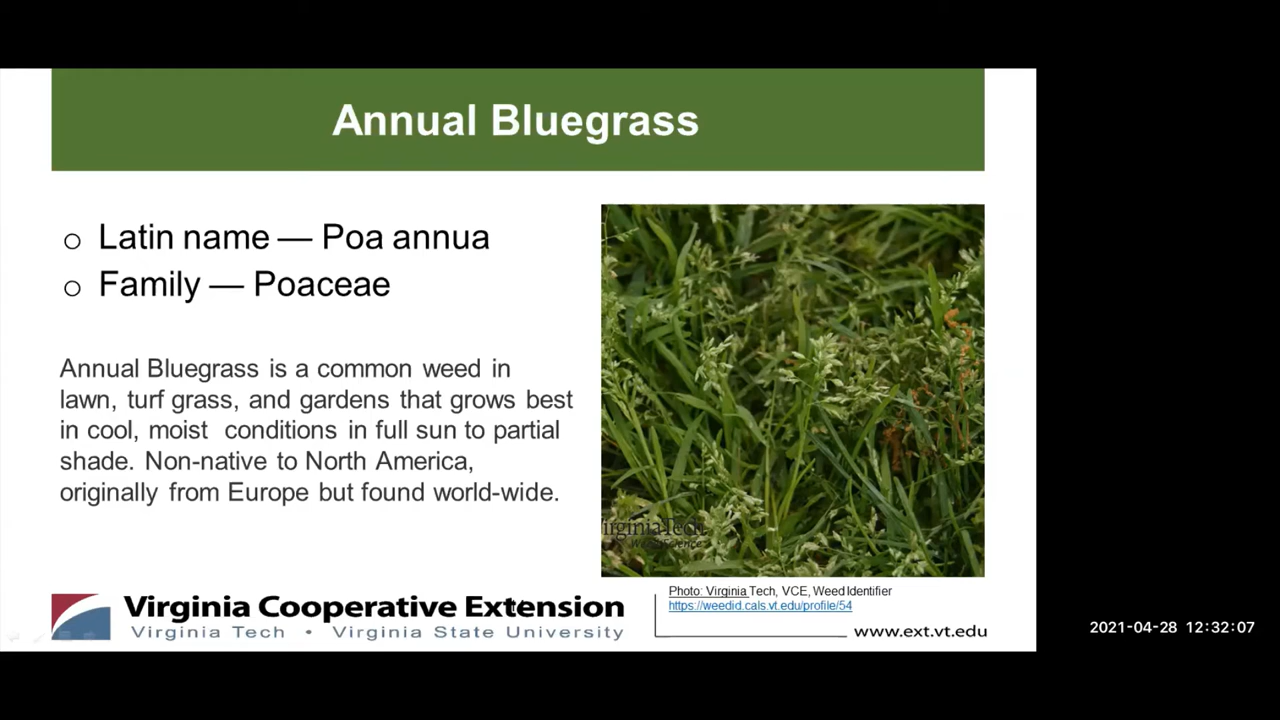 Annual Bluegrass
Latin name — Poa annua
Family — Poaceae
Annual Bluegrass is a common weed in
lawn, turf grass, and gardens that grows best
in cool, moist conditions in full sun to partial
shade. Non-native to North America,
originally from Europe but found world-wide.
VirginiaTech
Weed Science
Photo: Virginia Tech, VCE, Weed Identifier
https://weedid.cals.vt.edu/profile/54
Virginia Cooperative Extension
Virginia Tech • Virginia State University
www.ext.vt.edu
2021-04-28 12:32:07